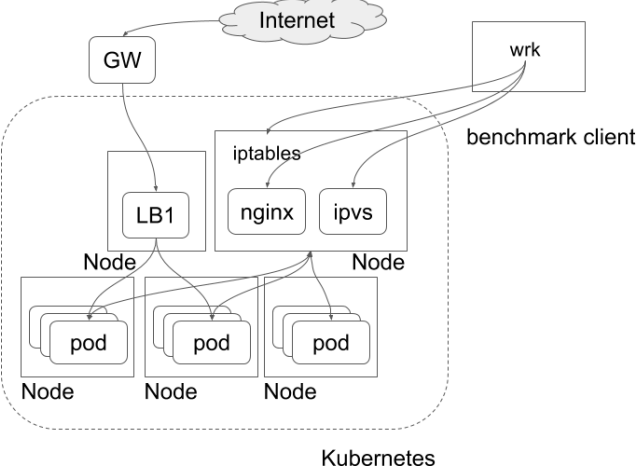 Internet
GW
wrk
benchmark client
iptables
nginx
ipvs
LB1
Node
Node
pod
pod
pod
Node
Node
Node
Kubernetes